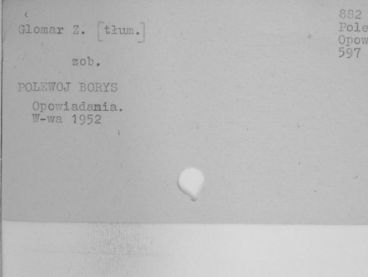 Glomar Z. [tłum.]
882
Pole
Opow
597
zob.
POLEWOJ BORYS
Opowiadania.
W-wa 1952